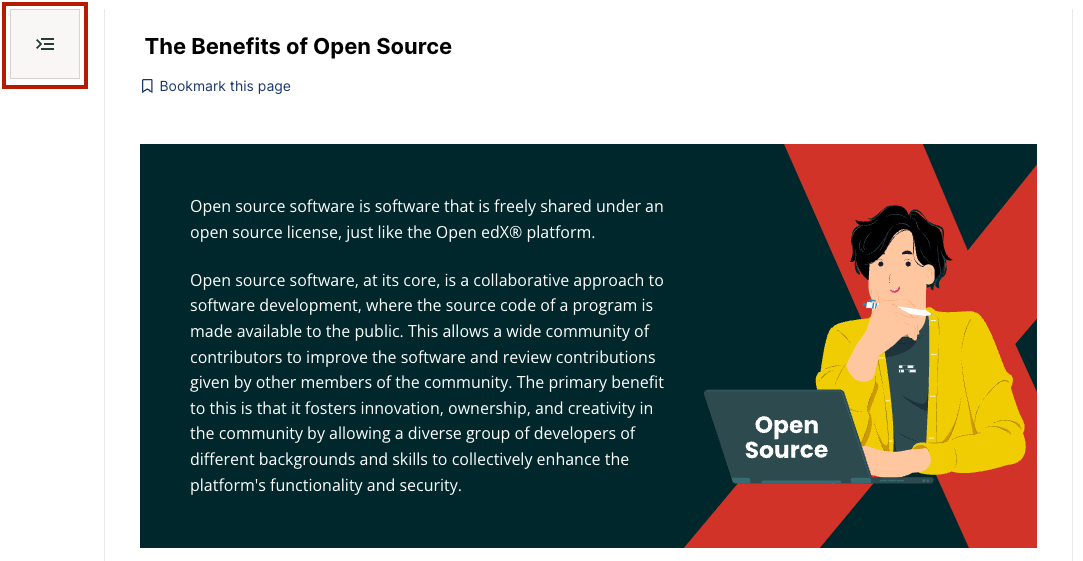 The Benefits of Open Source
Bookmark this page
Open source software is software that is freely shared under an
open source license, just like the Open edX® platform.
Open source software, at its core, is a collaborative approach to
software development, where the source code of a program is
made available to the public. This allows a wide community of
contributors to improve the software and review contributions
given by other members of the community. The primary benefit
to this is that it fosters innovation, ownership, and creativity in
the community by allowing a diverse group of developers of
different backgrounds and skills to collectively enhance the
platform's functionality and security.
Open
Source